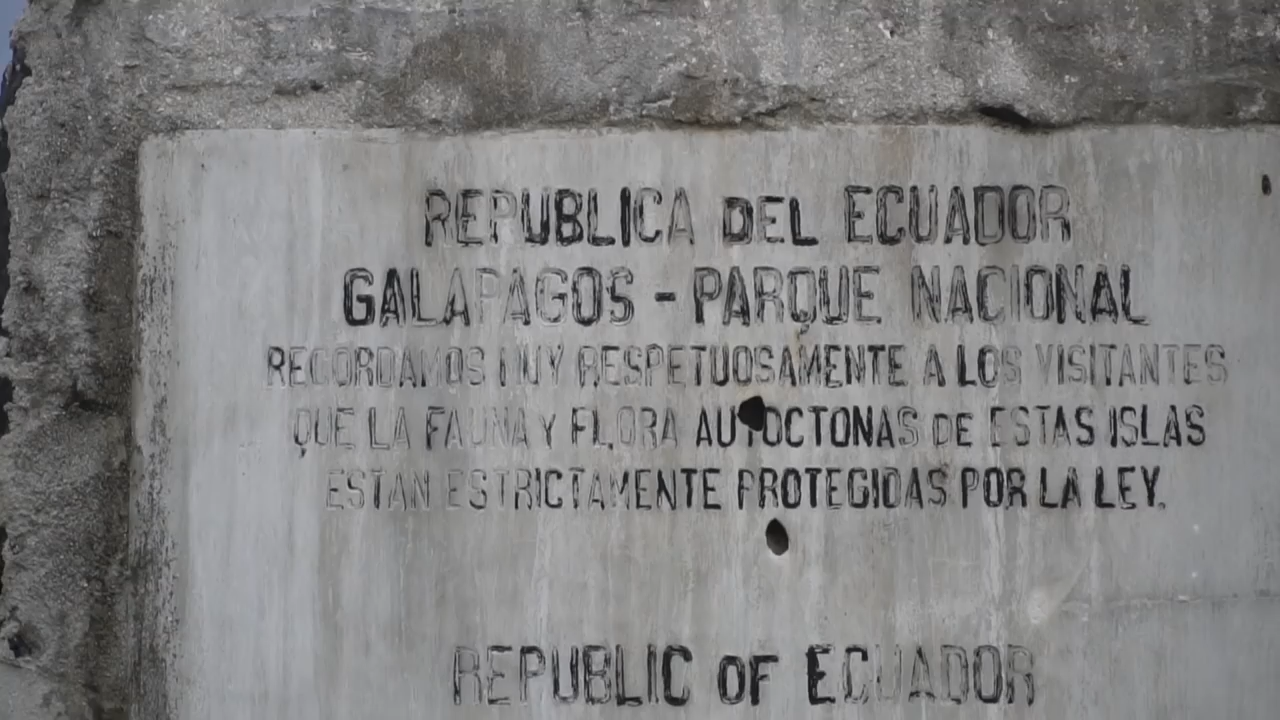 REPUBLICA DEL ECUADOR
GALAPAGOS - PARQUE NACIONAL
RECORDAMOS MUY RESPETUOSAMENTE A LOS VISITANTES
QUE LA FAUNA Y FLORA AUTOCTONAS DE ESTAS ISLAS
ESTAN ESTRICTAMENTE PROTEGIDAS POR LA LEY.
REPUBLIC OF ECUADOR